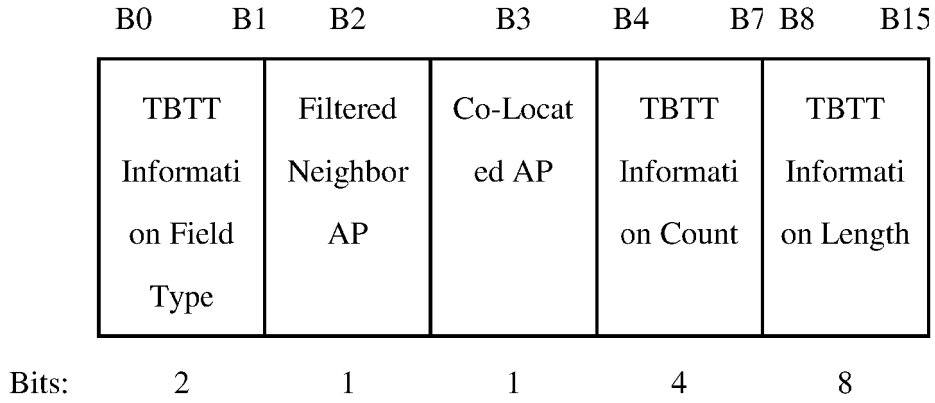 B0 B1 B2 B3 B4 B7 B8 B15
TBTT Filtered Co-Locat TBTT TBTT
Informati Neighbor ed AP Informati Informati
on Field AP on Count on Length
Type
Bits: 2 1 1 4 8